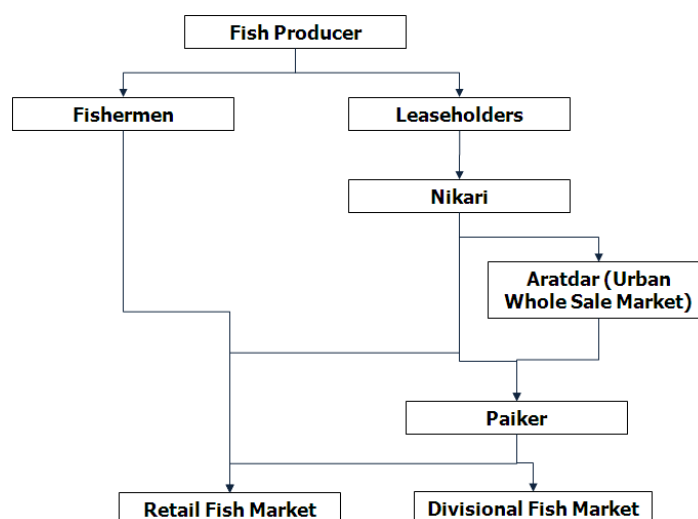 Fish Producer
Fishermen
Leaseholders
Nikari
Aratdar (Urban
Whole Sale Market)
Paiker
Retail Fish Market
Divisional Fish Market